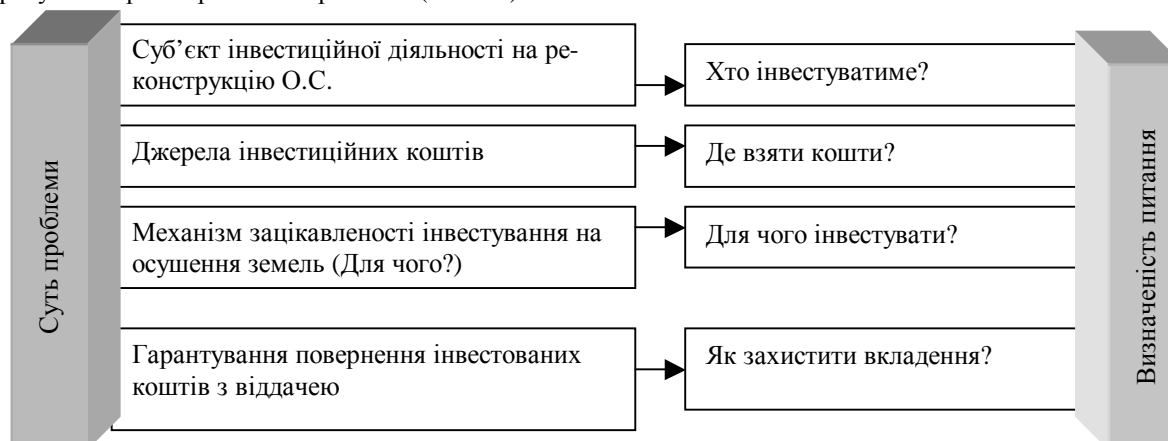 Суть проблеми
Суб’єкт інвестиційної діяльності на ре-
конструкцію О.С.
Хто інвестуватиме?
Джерела інвестиційних коштів
Де взяти кошти?
Механізм зацікавленості інвестування на
осушення земель (Для чого?)
Для чого інвестувати?
Гарантування повернення інвестованих
коштів з віддачею
Як захистити вкладення?
Визначеність питання